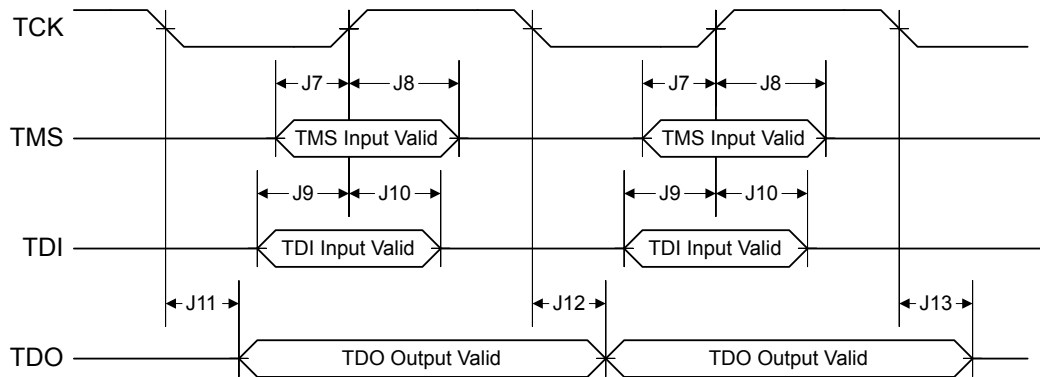 TCK
J7 J8 J7 J8
TMS TMS Input Valid TMS Input Valid
J9 J10 J9 J10
TDI TDI Input Valid TDI Input Valid
J11 J12 J13
TDO TDO Output Valid TDO Output Valid